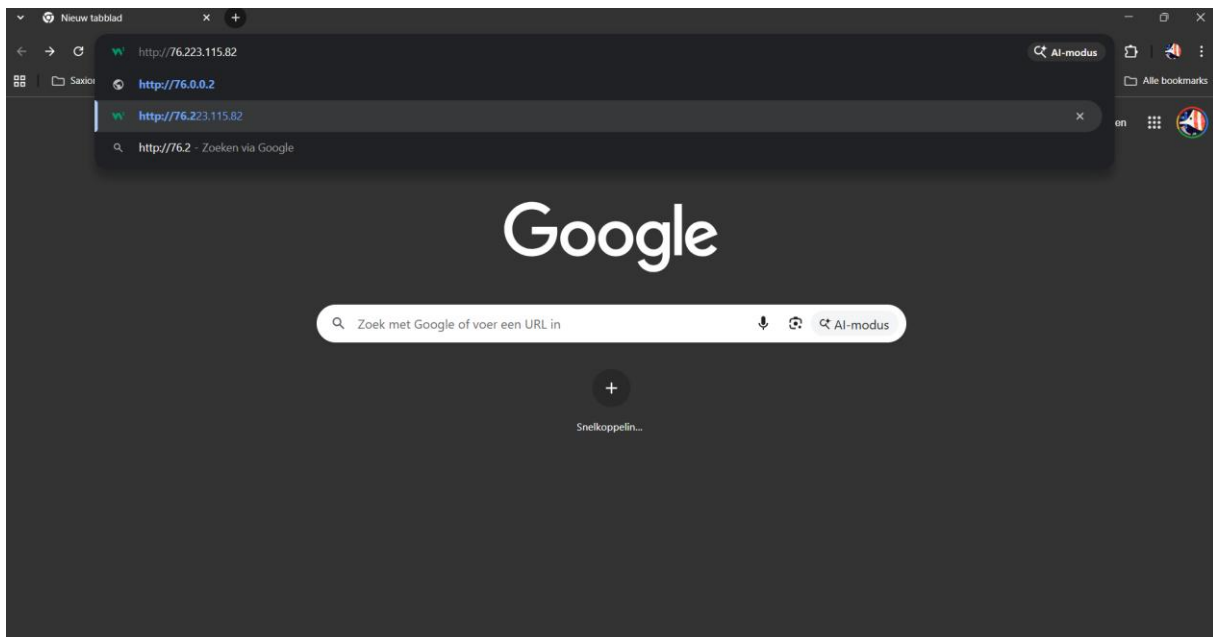 Nieuw tabblad
http://76.223.115.82
AI-modus
Saxion
http://76.0.0.2
Alle bookmarks
http://76.223.115.82
en
http://76.2 - Zoeken via Google
Google
Zoek met Google of voer een URL in
AI-modus
Snelkoppelin...